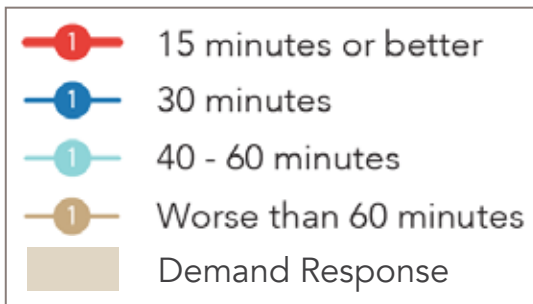 1 15 minutes or better
1 30 minutes
1 40 - 60 minutes
1 Worse than 60 minutes
Demand Response